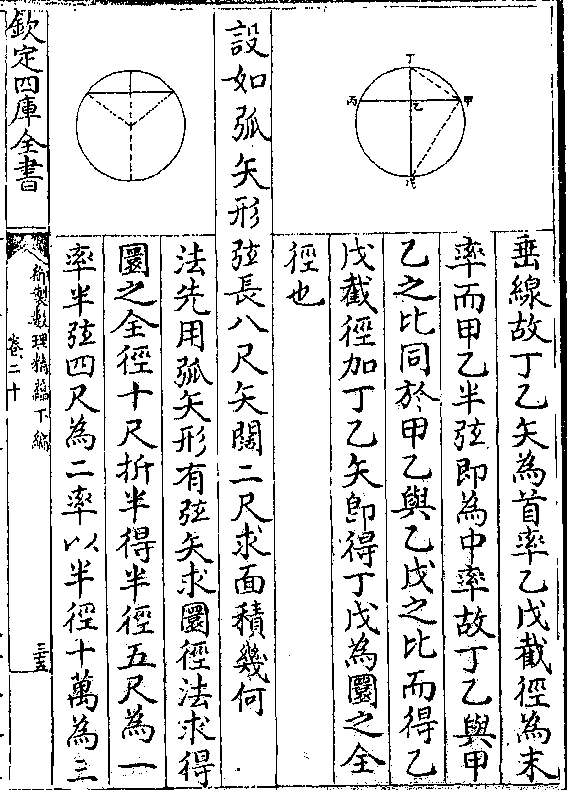 丁
丙
乙
甲
戊
垂線故丁乙矢為首率乙戊截徑為末
率而甲乙半弦即為中率故丁乙與甲
乙之比同於甲乙與乙戊之比而得乙
戊截徑加丁乙矢即得丁戊為圜之全
徑也
設如弧矢形弦長八尺矢闊二尺求面積幾何
法先用弧矢形有弦矢求圜徑法求得
圜之全徑十尺折半得半徑五尺為一
率半弦四尺為二率以半徑十萬為三
欽定四庫全書
御製數理精蘊下編
卷二十
三五